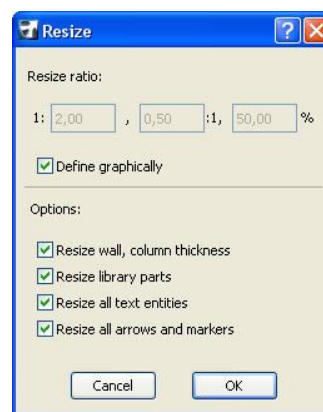 Resize
Resize ratio:
1: 2,00 , 0,50 :1, 50,00 %
Define graphically
Options:
Resize wall, column thickness
Resize library parts
Resize all text entities
Resize all arrows and markers
Cancel OK